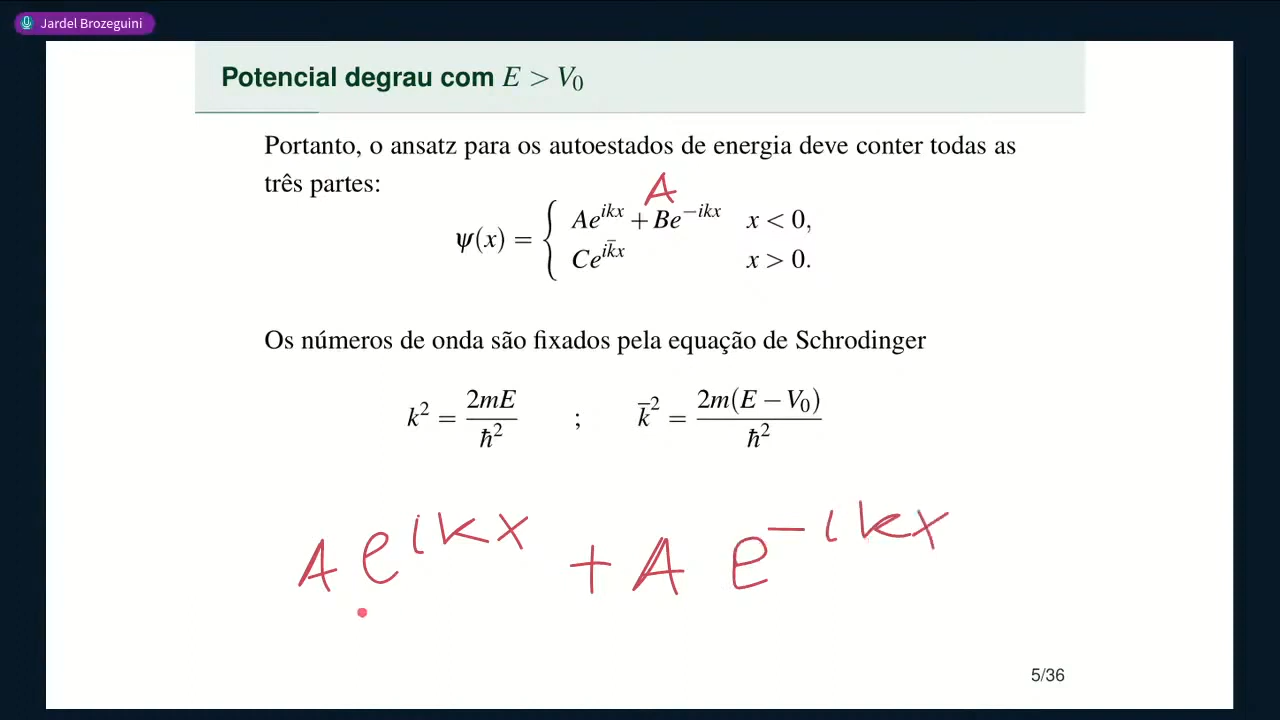 Jardel Brozeguini
Potencial degrau com E > V₀
Portanto, o ansatz para os autoestados de energia deve conter todas as
três partes:
A
ψ(x) = { Ae^{ikx} + Be^{−ikx} x < 0,
Ce^{ik̄x} x > 0.
Os números de onda são fixados pela equação de Schrodinger
k² = 2mE/ħ² ; k̄² = 2m(E − V₀)/ħ²
A e^{ikx} + A e^{−ikx}
5/36